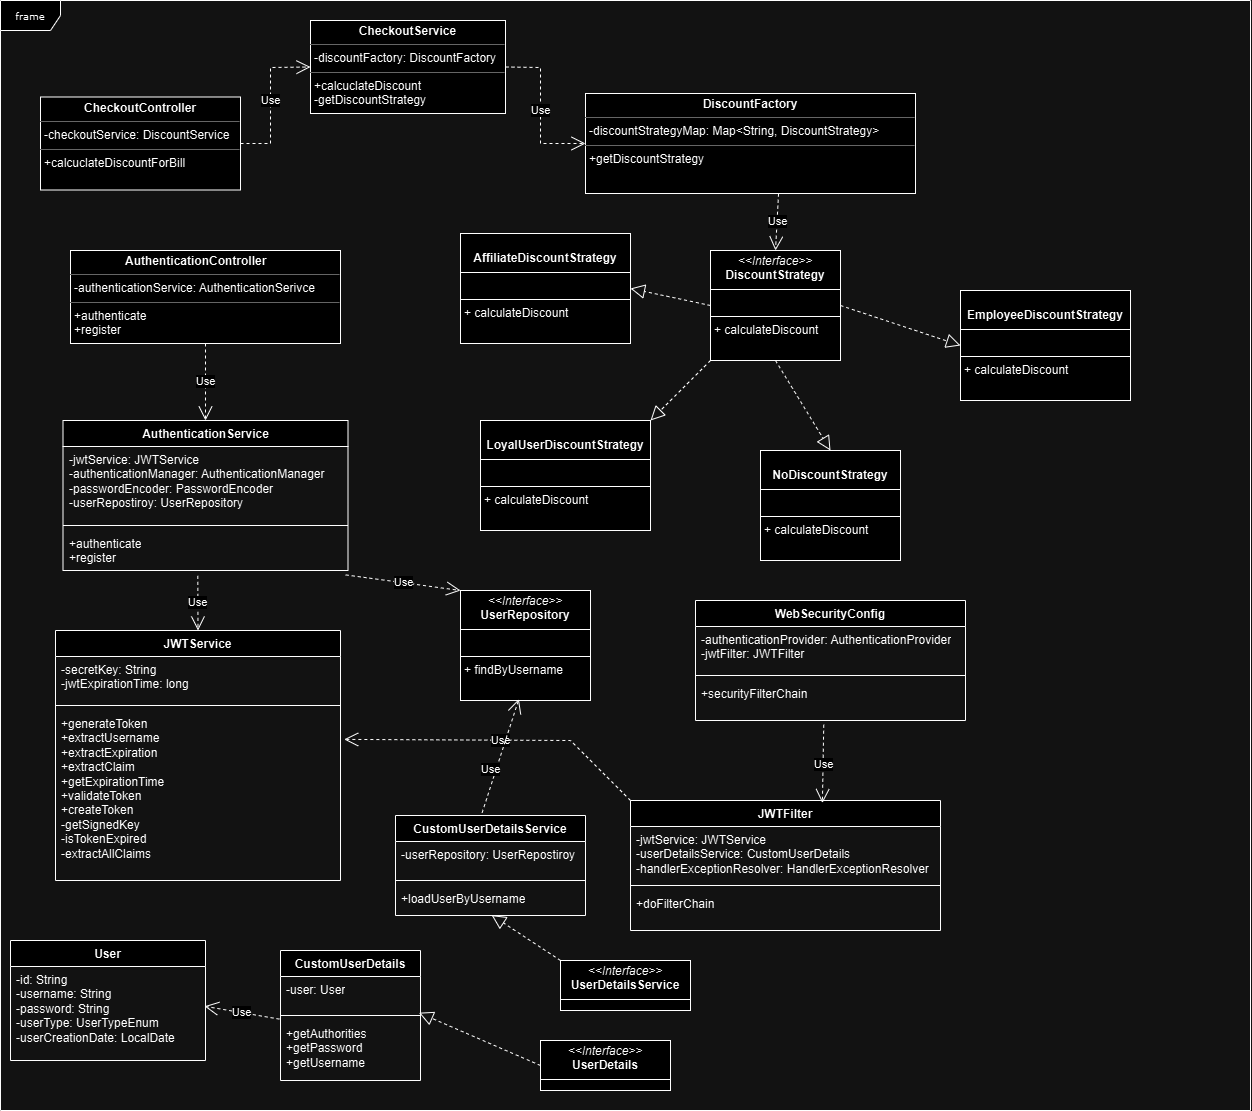 frame
CheckoutService
-discountFactory: DiscountFactory
+calcuclateDiscount
-getDiscountStrategy
Use
Use
CheckoutController
-checkoutService: DiscountService
+calcuclateDiscountForBill
DiscountFactory
-discountStrategyMap: Map<String, DiscountStrategy>
+getDiscountStrategy
Use
AuthenticationController
-authenticationService: AuthenticationSerivce
+authenticate
+register
Use
AffiliateDiscountStrategy
+ calculateDiscount
<<Interface>>
DiscountStrategy
+ calculateDiscount
EmployeeDiscountStrategy
+ calculateDiscount
LoyalUserDiscountStrategy
+ calculateDiscount
NoDiscountStrategy
+ calculateDiscount
AuthenticationService
-jwtService: JWTService
-authenticationManager: AuthenticationManager
-passwordEncoder: PasswordEncoder
-userRepostiroy: UserRepository
+authenticate
+register
Use
Use
<<Interface>>
UserRepository
+ findByUsername
WebSecurityConfig
-authenticationProvider: AuthenticationProvider
-jwtFilter: JWTFilter
+securityFilterChain
JWTService
-secretKey: String
-jwtExpirationTime: long
+generateToken
+extractUsername
+extractExpiration
+extractClaim
+getExpirationTime
+validateToken
+createToken
-getSignedKey
-isTokenExpired
-extractAllClaims
Use
Use
Use
CustomUserDetailsService
-userRepository: UserRepostiroy
+loadUserByUsername
JWTFilter
-jwtService: JWTService
-userDetailsService: CustomUserDetails
-handlerExceptionResolver: HandlerExceptionResolver
+doFilterChain
User
-id: String
-username: String
-password: String
-userType: UserTypeEnum
-userCreationDate: LocalDate
Use
CustomUserDetails
-user: User
+getAuthorities
+getPassword
+getUsername
<<Interface>>
UserDetailsService
<<Interface>>
UserDetails